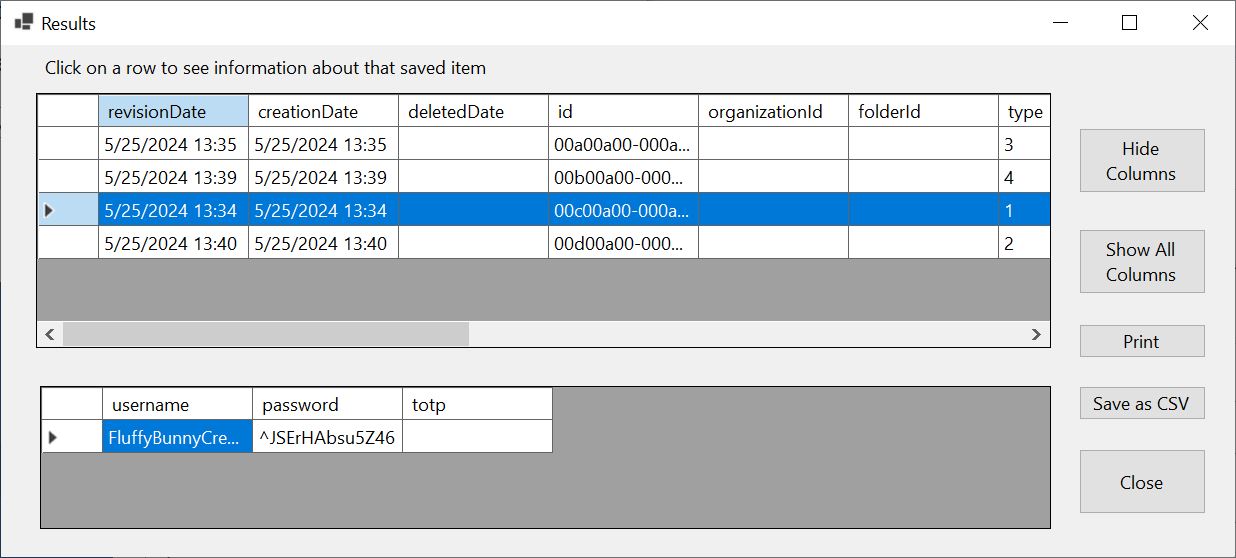 Results
Click on a row to see information about that saved item
revisionDate creationDate deletedDate id organizationId folderId type
5/25/2024 13:35 5/25/2024 13:35 00a00a00-000a... 3
5/25/2024 13:39 5/25/2024 13:39 00b00a00-000... 4
5/25/2024 13:34 5/25/2024 13:34 00c00a00-000a... 1
5/25/2024 13:40 5/25/2024 13:40 00d00a00-000... 2
Hide
Columns
Show All
Columns
Print
Save as CSV
Close
username password totp
FluffyBunnyCre... ^JSErHAbsu5Z46